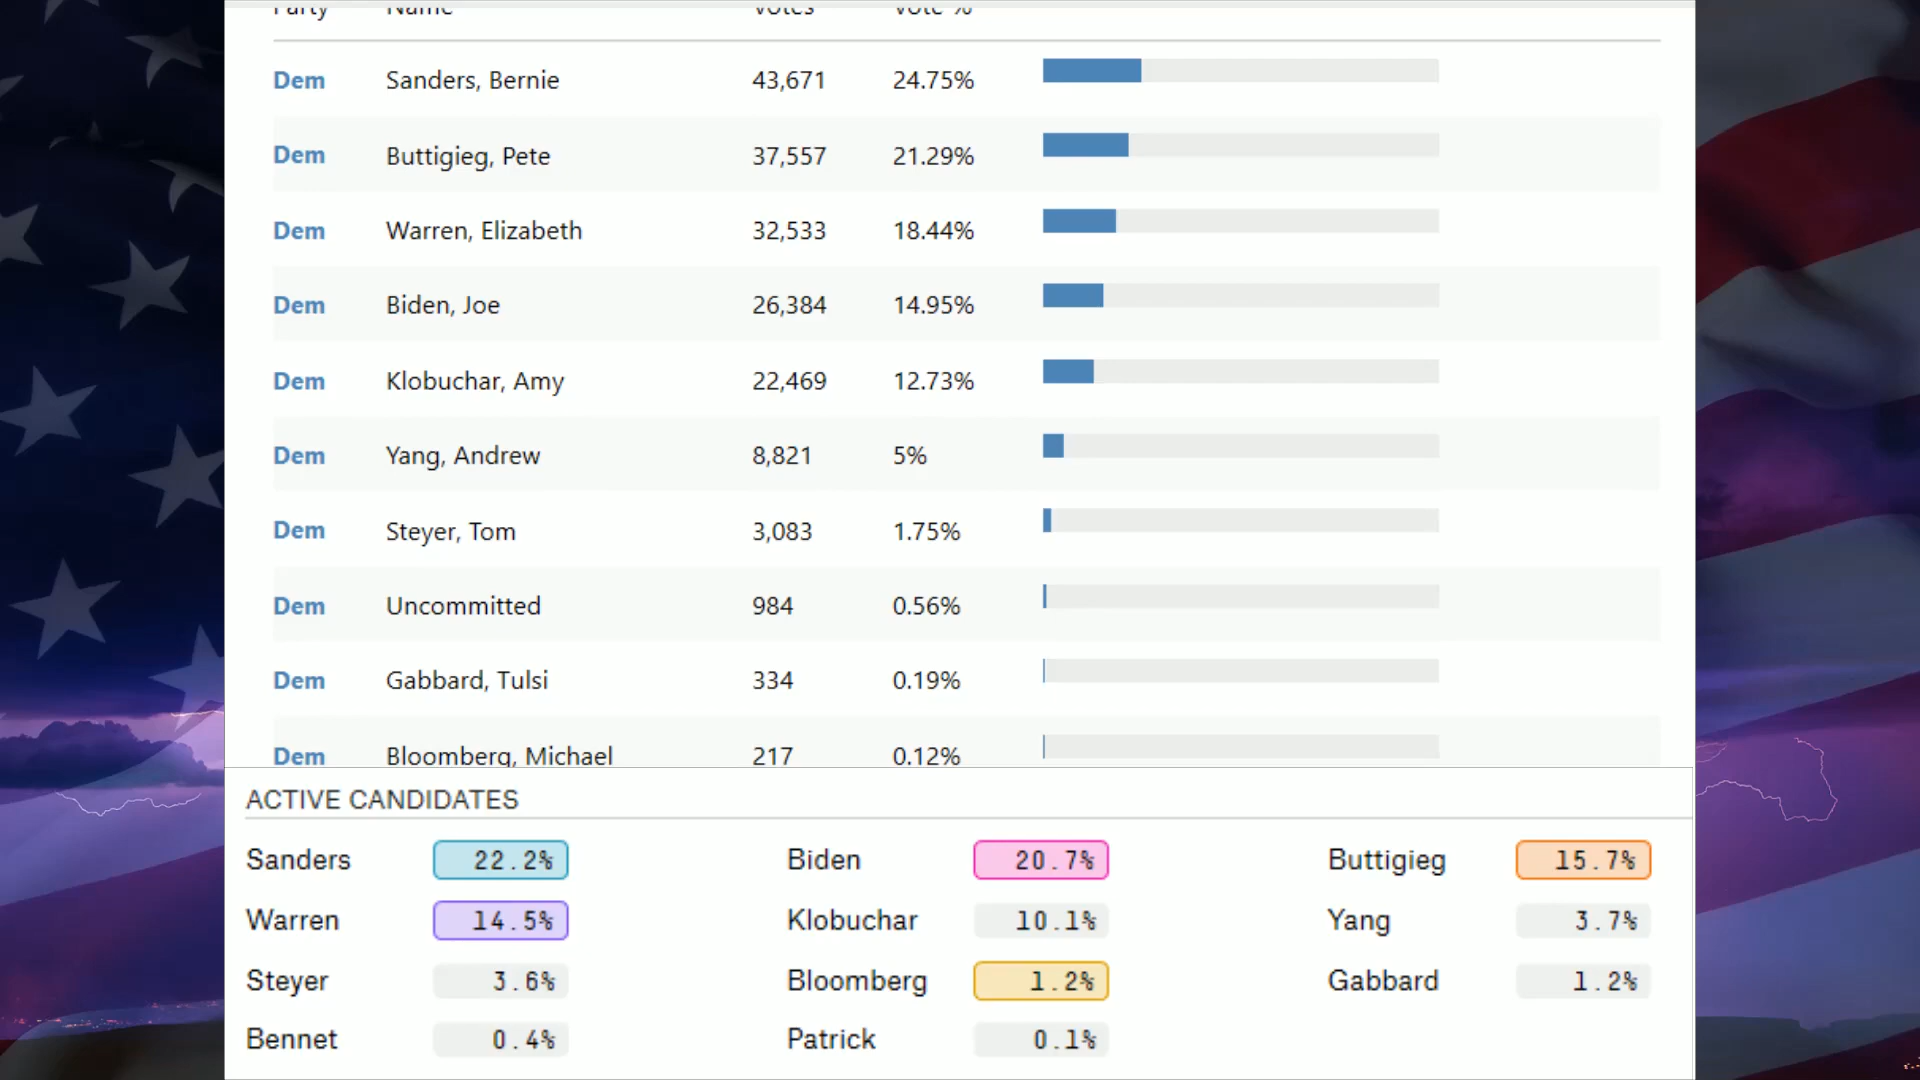 Party Name Votes Vote %
Dem Sanders, Bernie 43,671 24.75%
Dem Buttigieg, Pete 37,557 21.29%
Dem Warren, Elizabeth 32,533 18.44%
Dem Biden, Joe 26,384 14.95%
Dem Klobuchar, Amy 22,469 12.73%
Dem Yang, Andrew 8,821 5%
Dem Steyer, Tom 3,083 1.75%
Dem Uncommitted 984 0.56%
Dem Gabbard, Tulsi 334 0.19%
Dem Bloomberg, Michael 217 0.12%
ACTIVE CANDIDATES
Sanders 22.2% Biden 20.7% Buttigieg 15.7%
Warren 14.5% Klobuchar 10.1% Yang 3.7%
Steyer 3.6% Bloomberg 1.2% Gabbard 1.2%
Bennet 0.4% Patrick 0.1%